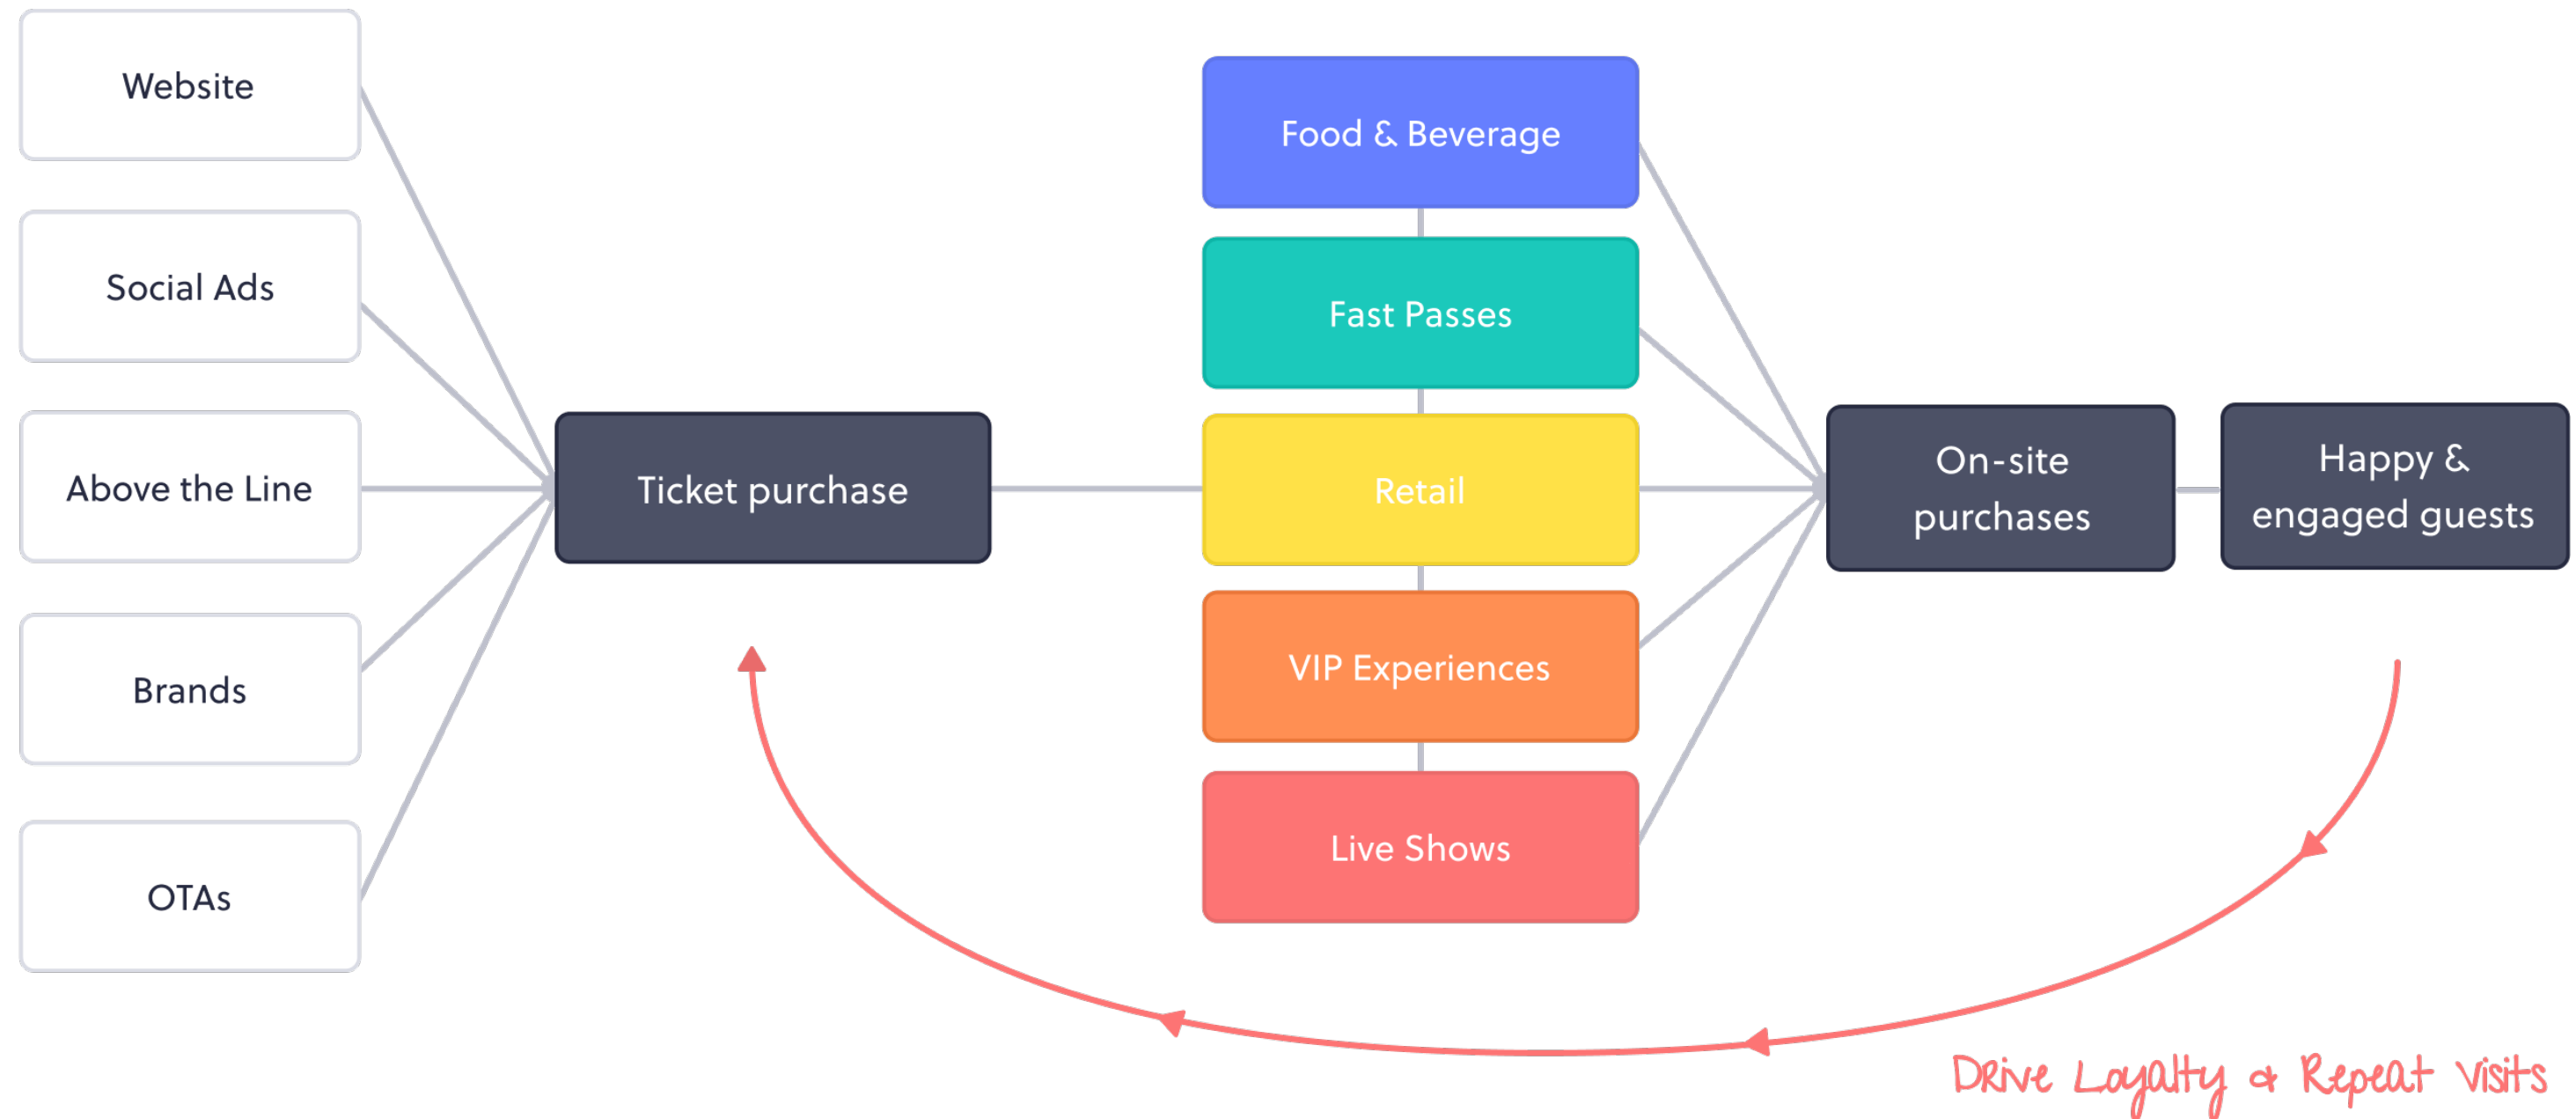 Website
Social Ads
Above the Line
Brands
OTAs
Ticket purchase
Food & Beverage
Fast Passes
Retail
VIP Experiences
Live Shows
On-site
purchases
Happy &
engaged guests
Drive Loyalty & Repeat Visits